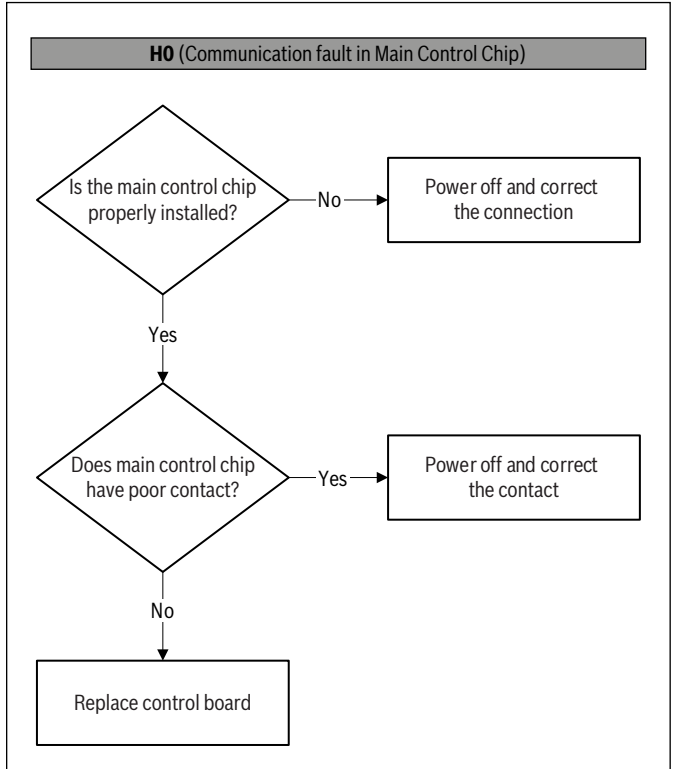 H0 (Communication fault in Main Control Chip)
Is the main control chip
properly installed?
No
Power off and correct
the connection
Yes
Does main control chip
have poor contact?
Yes
Power off and correct
the contact
No
Replace control board